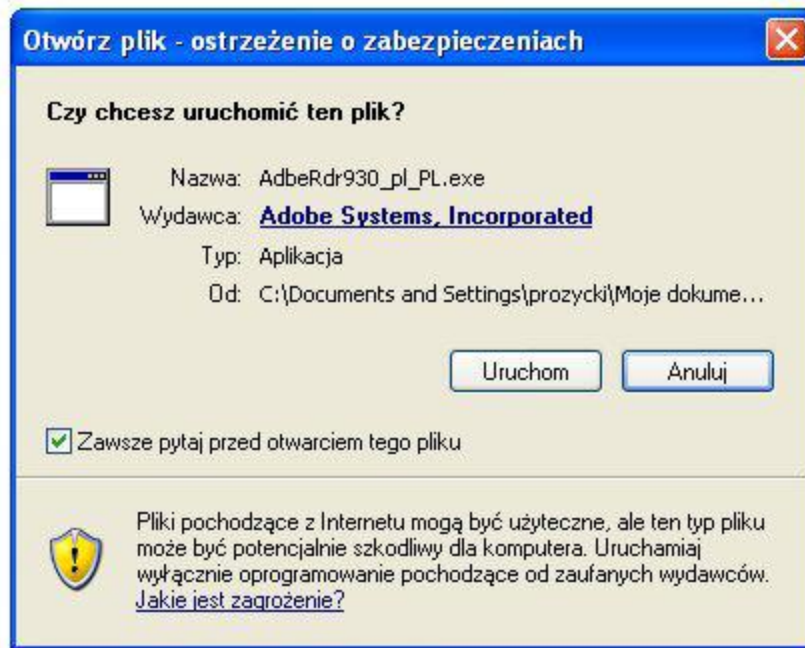 Otwórz plik - ostrzeżenie o zabezpieczeniach
Czy chcesz uruchomić ten plik?
Nazwa: AdbeRdr930_pl_PL.exe
Wydawca: Adobe Systems, Incorporated
Typ: Aplikacja
Od: C:\Documents and Settings\prozycki\Moje dokume...
Uruchom Anuluj
Zawsze pytaj przed otwarciem tego pliku
Pliki pochodzące z Internetu mogą być użyteczne, ale ten typ pliku
może być potencjalnie szkodliwy dla komputera. Uruchamiaj
wyłącznie oprogramowanie pochodzące od zaufanych wydawców.
Jakie jest zagrożenie?